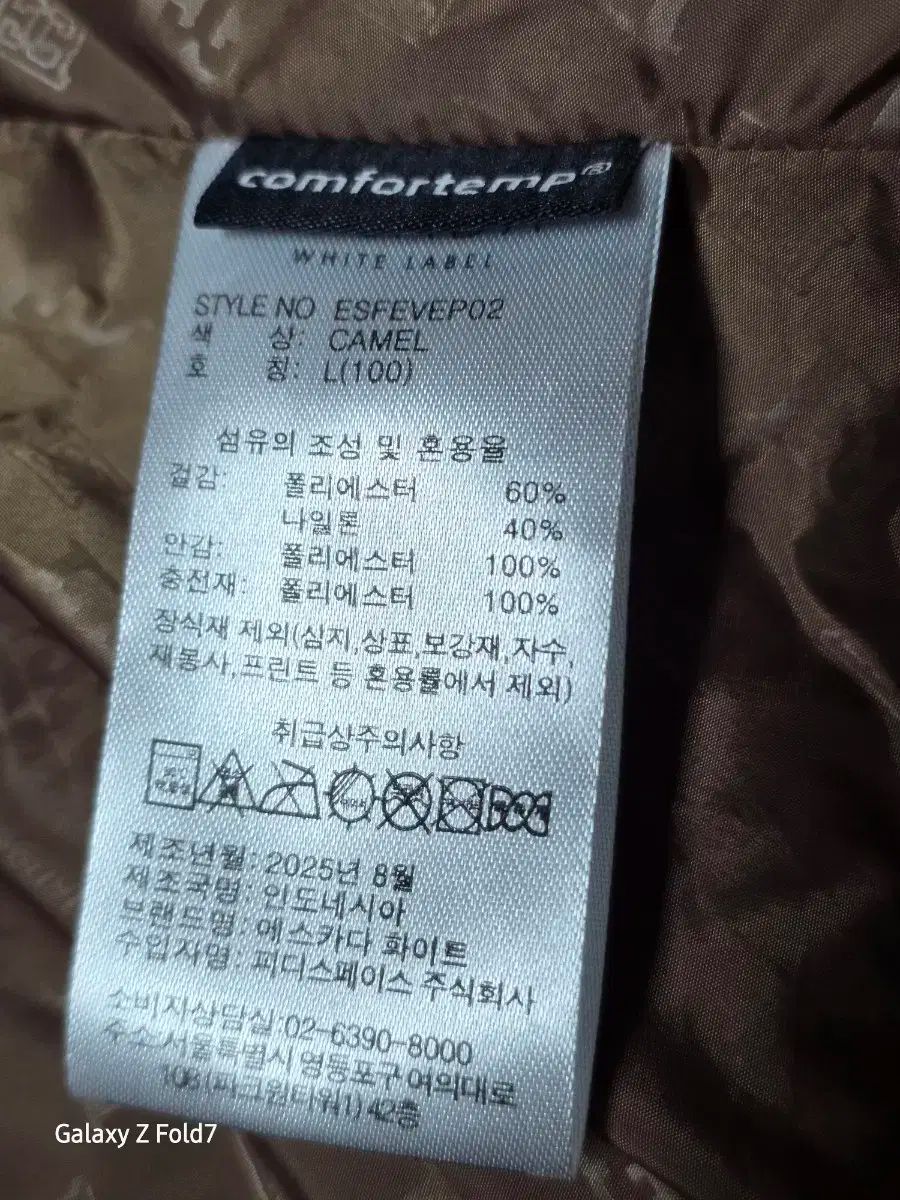 comfortemp®
WHITE LABEL
STYLE NO ESFEVEP02
색 상: CAMEL
호 칭: L(100)
섬유의 조성 및 혼용율
겉감: 폴리에스터 60%
나일론 40%
안감: 폴리에스터 100%
충전재: 폴리에스터 100%
장식재 제외(심지,상표,보강재,자수,
재봉사,프린트 등 혼용률에서 제외)
취급상주의사항
제조년월: 2025년 8월
제조국명: 인도네시아
브랜드명: 에스카다 화이트
수입자명: 피디스페이스 주식회사
소비자상담실:02-6390-8000
주소:서울특별시 영등포구 여의대로
108(파크원타워1) 42층
Galaxy Z Fold7